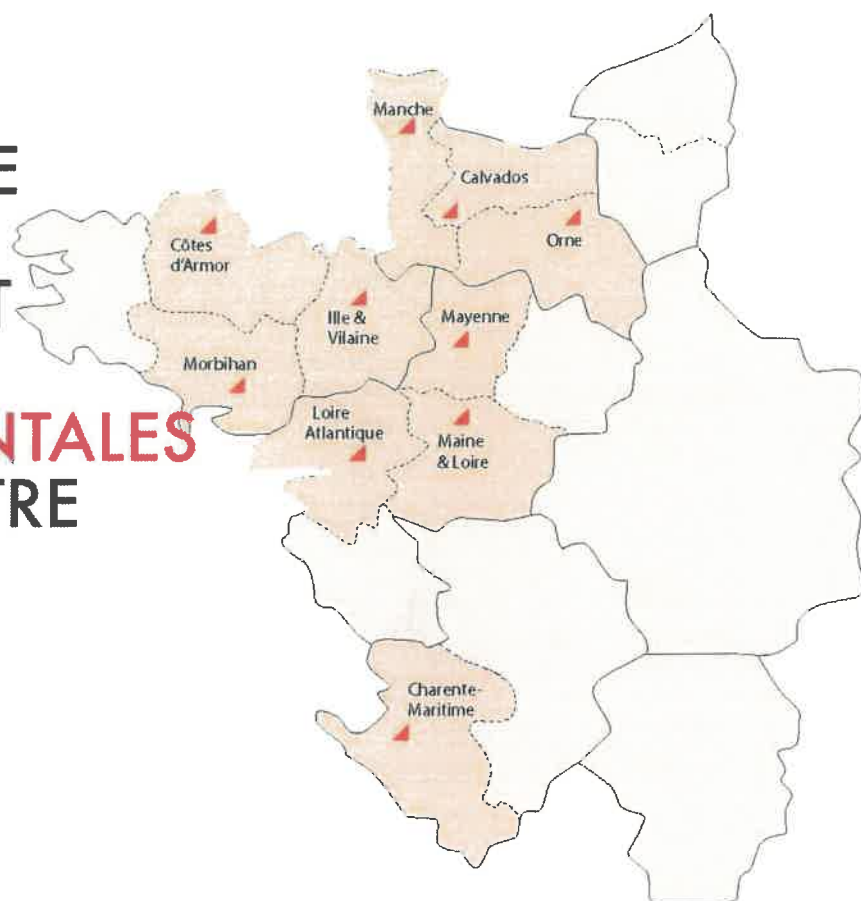 E
T
NTALES
TRE
Manche
Calvados
Orne
Côtes
d'Armor
Ille &
Vilaine
Mayenne
Morbihan
Loire
Atlantique
Maine
& Loire
Charente-
Maritime